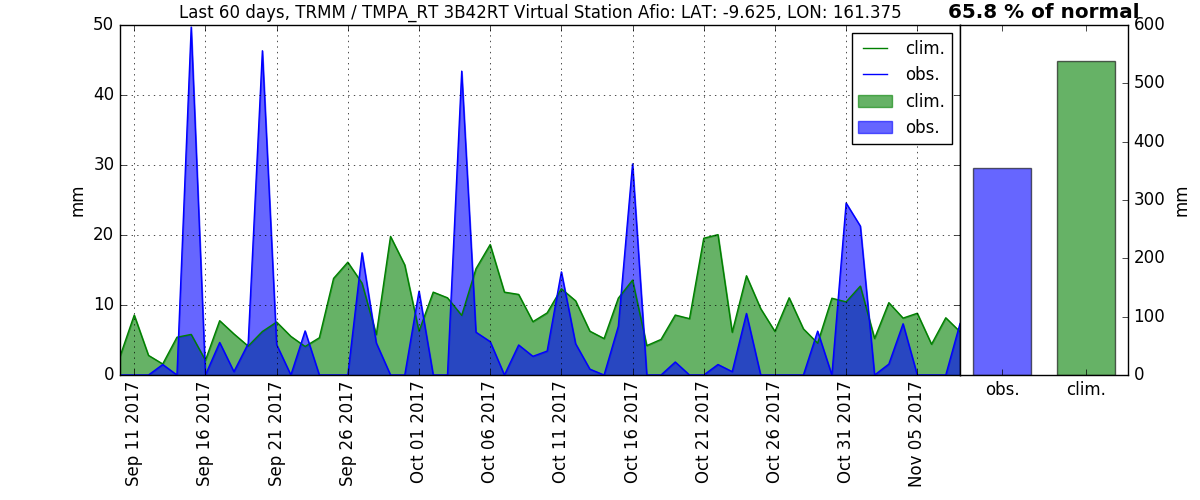 Last 60 days, TRMM / TMPA_RT 3B42RT Virtual Station Afio: LAT: -9.625, LON: 161.375
65.8 % of normal
50
40
30
20
10
0
mm
clim.
obs.
clim.
obs.
600
500
400
300
200
100
0
mm
Sep 11 2017
Sep 16 2017
Sep 21 2017
Sep 26 2017
Oct 01 2017
Oct 06 2017
Oct 11 2017
Oct 16 2017
Oct 21 2017
Oct 26 2017
Oct 31 2017
Nov 05 2017
obs.
clim.